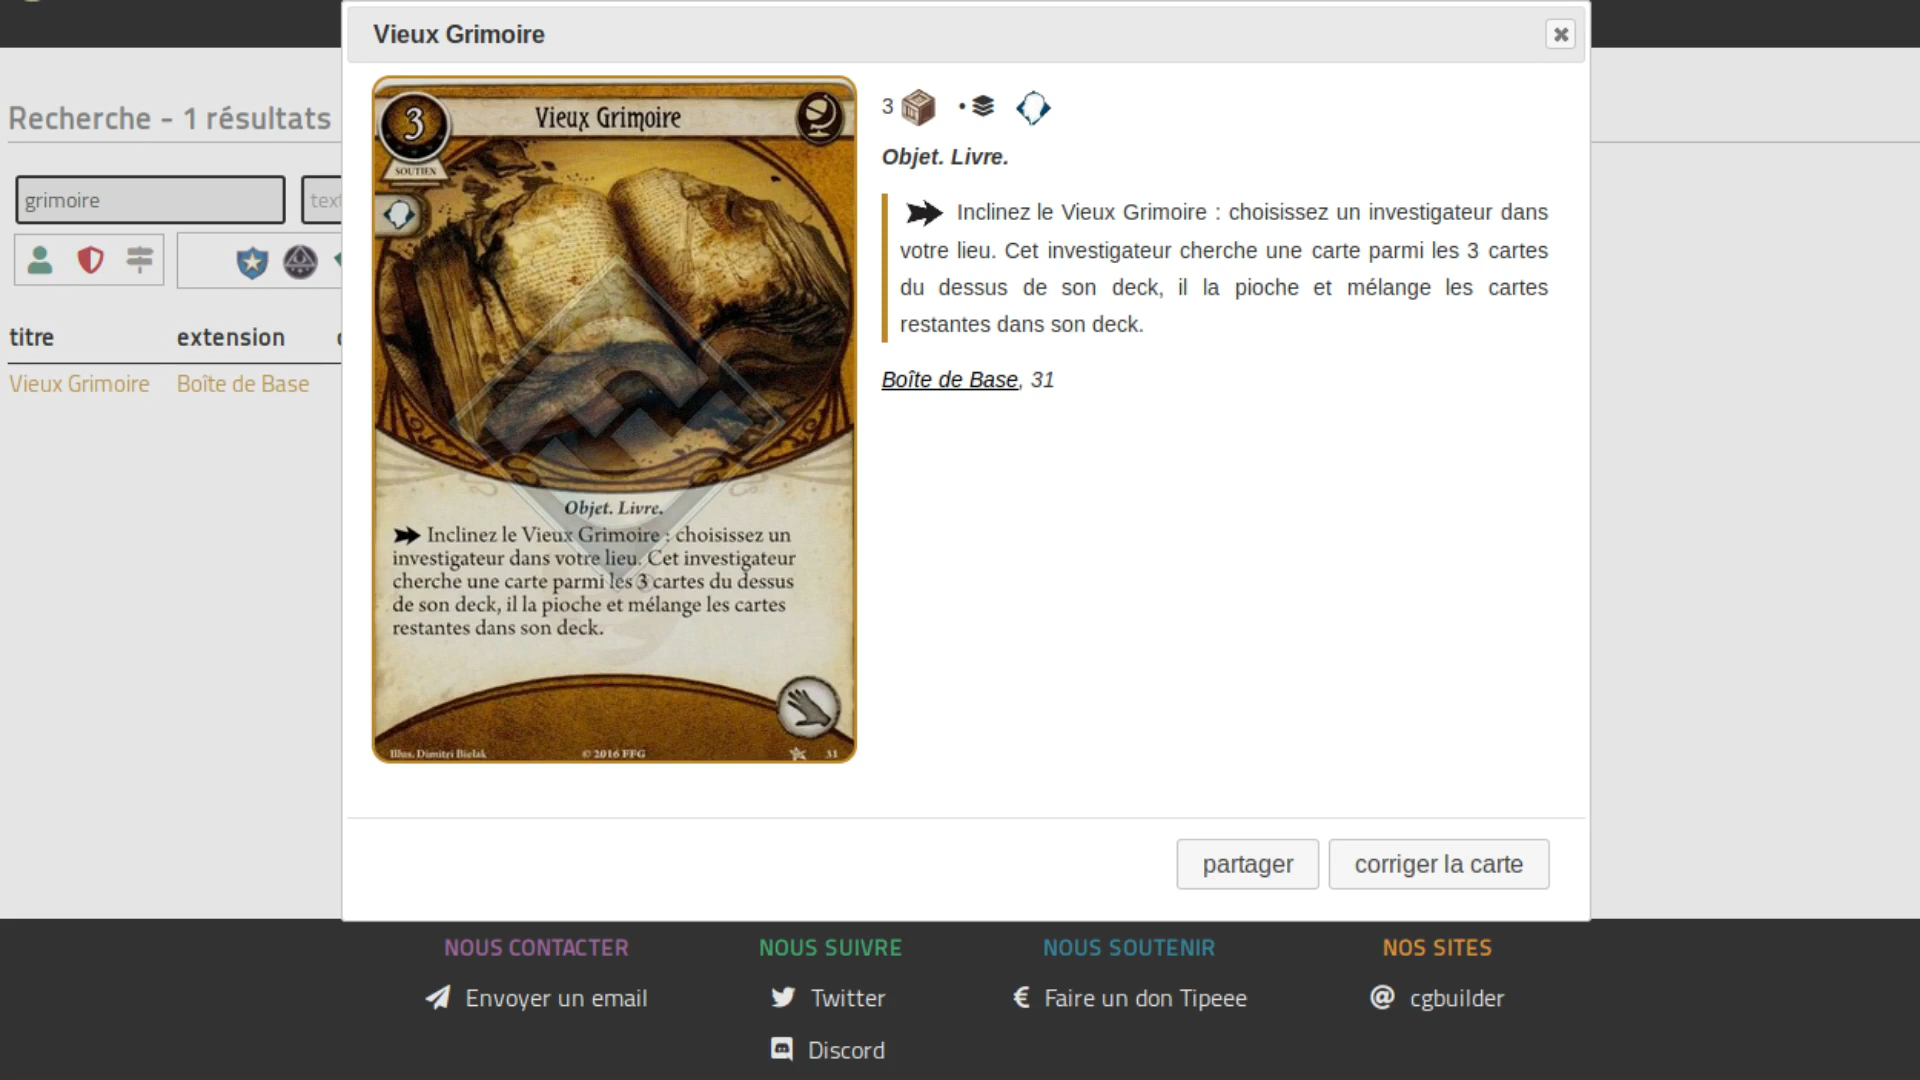 Vieux Grimoire
Recherche - 1 résultats
grimoire
titre
extension
Vieux Grimoire
Boîte de Base
3
Vieux Grimoire
SOUTIEN
Objet. Livre.
Inclinez le Vieux Grimoire : choisissez un
investigateur dans votre lieu. Cet investigateur
cherche une carte parmi les 3 cartes du dessus
de son deck, il la pioche et mélange les cartes
restantes dans son deck.
Illus. Dimitri Bielak
© 2016 FFG
31
3
Objet. Livre.
Inclinez le Vieux Grimoire : choisissez un investigateur dans
votre lieu. Cet investigateur cherche une carte parmi les 3 cartes
du dessus de son deck, il la pioche et mélange les cartes
restantes dans son deck.
Boîte de Base, 31
partager
corriger la carte
NOUS CONTACTER
Envoyer un email
NOUS SUIVRE
Twitter
Discord
NOUS SOUTENIR
Faire un don Tipeee
NOS SITES
cgbuilder